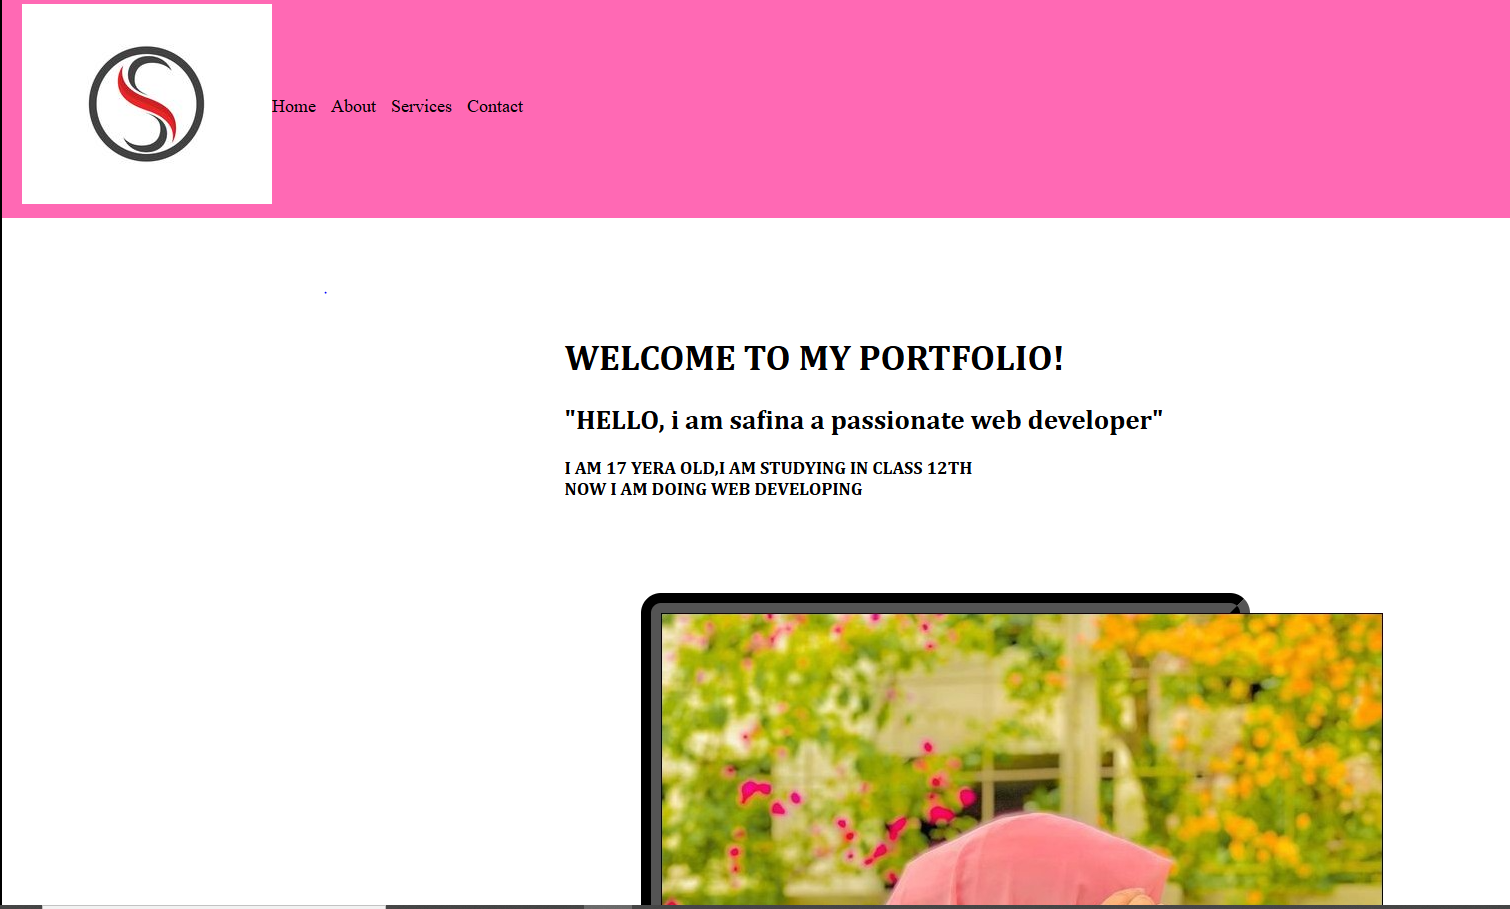 Home About Services Contact
WELCOME TO MY PORTFOLIO!
"HELLO, i am safina a passionate web developer"
I AM 17 YERA OLD,I AM STUDYING IN CLASS 12TH
NOW I AM DOING WEB DEVELOPING